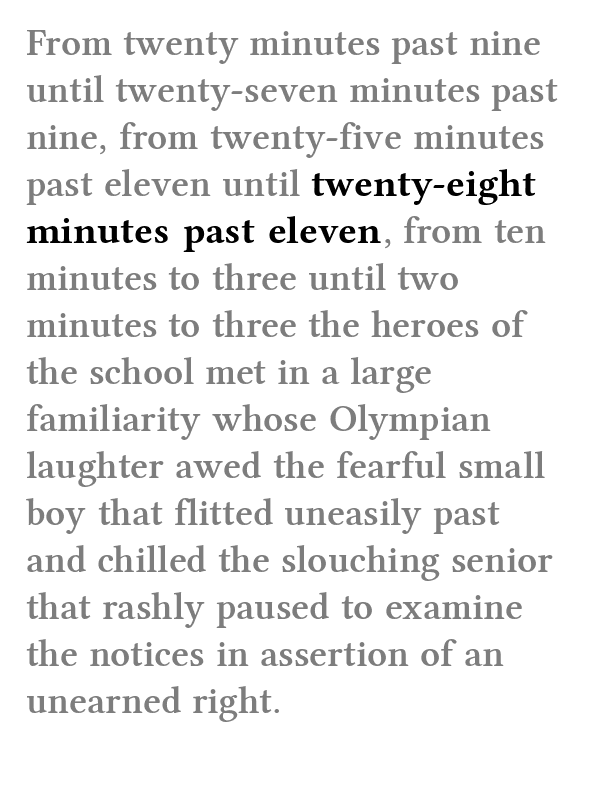 From twenty minutes past nine
until twenty-seven minutes past
nine, from twenty-five minutes
past eleven until twenty-eight
minutes past eleven, from ten
minutes to three until two
minutes to three the heroes of
the school met in a large
familiarity whose Olympian
laughter awed the fearful small
boy that flitted uneasily past
and chilled the slouching senior
that rashly paused to examine
the notices in assertion of an
unearned right.